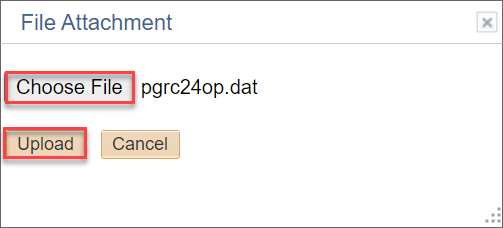 File Attachment
Choose File pgrc24op.dat
Upload Cancel